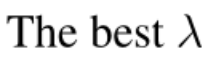 The best λ